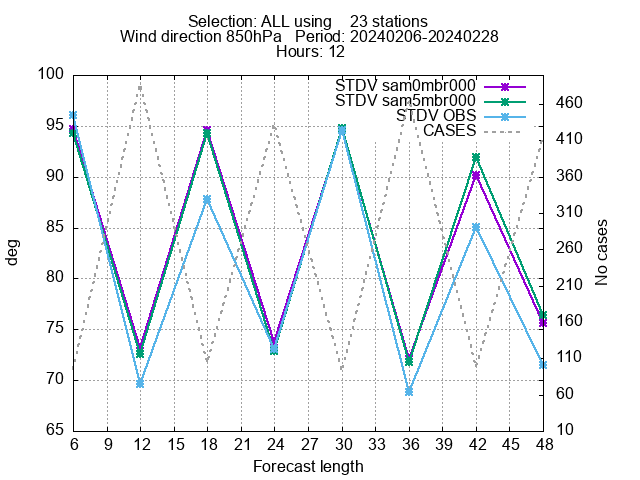 Selection: ALL using    23 stations
Wind direction 850hPa   Period: 20240206-20240228
Hours: 12
STDV sam0mbr000
STDV sam5mbr000
STDV OBS
CASES
deg
100
95
90
85
80
75
70
65
460
410
360
310
260
210
160
110
60
10
No cases
6 9 12 15 18 21 24 27 30 33 36 39 42 45 48
Forecast length